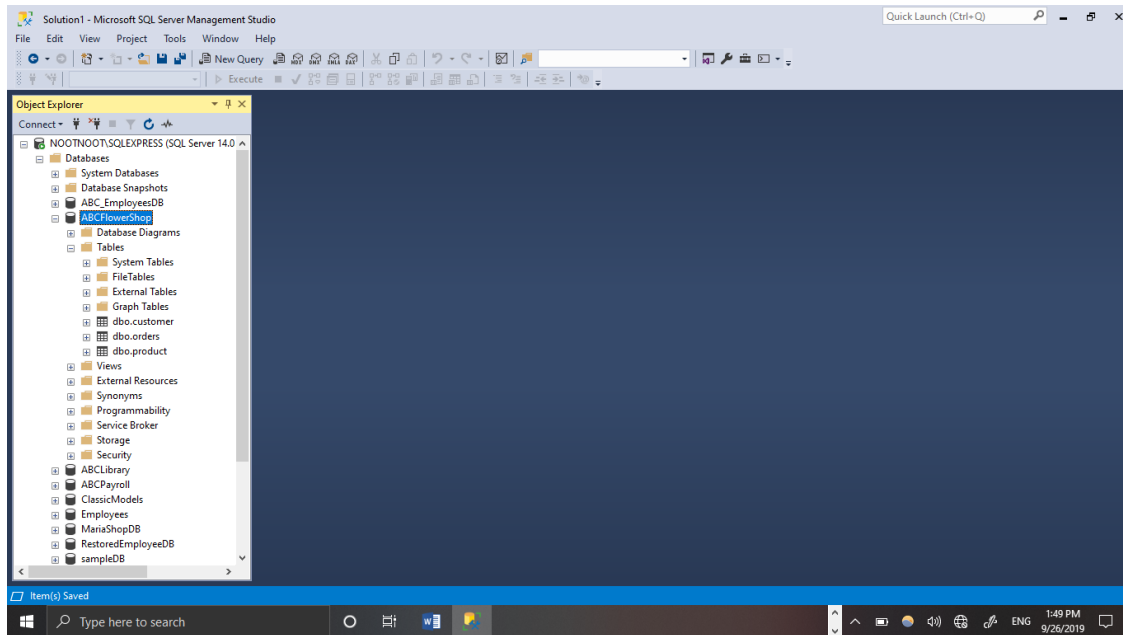 Solution1 - Microsoft SQL Server Management Studio
Quick Launch (Ctrl+Q)
File Edit View Project Tools Window Help
New Query
Execute
Object Explorer
Connect
NOOTNOOT\SQLEXPRESS (SQL Server 14.0
Databases
System Databases
Database Snapshots
ABC_EmployeesDB
ABCFlowerShop
Database Diagrams
Tables
System Tables
FileTables
External Tables
Graph Tables
dbo.customer
dbo.orders
dbo.product
Views
External Resources
Synonyms
Programmability
Service Broker
Storage
Security
ABCLibrary
ABCPayroll
ClassicModels
Employees
MariaShopDB
RestoredEmployeeDB
sampleDB
Item(s) Saved
Type here to search
ENG
1:49 PM
9/26/2019